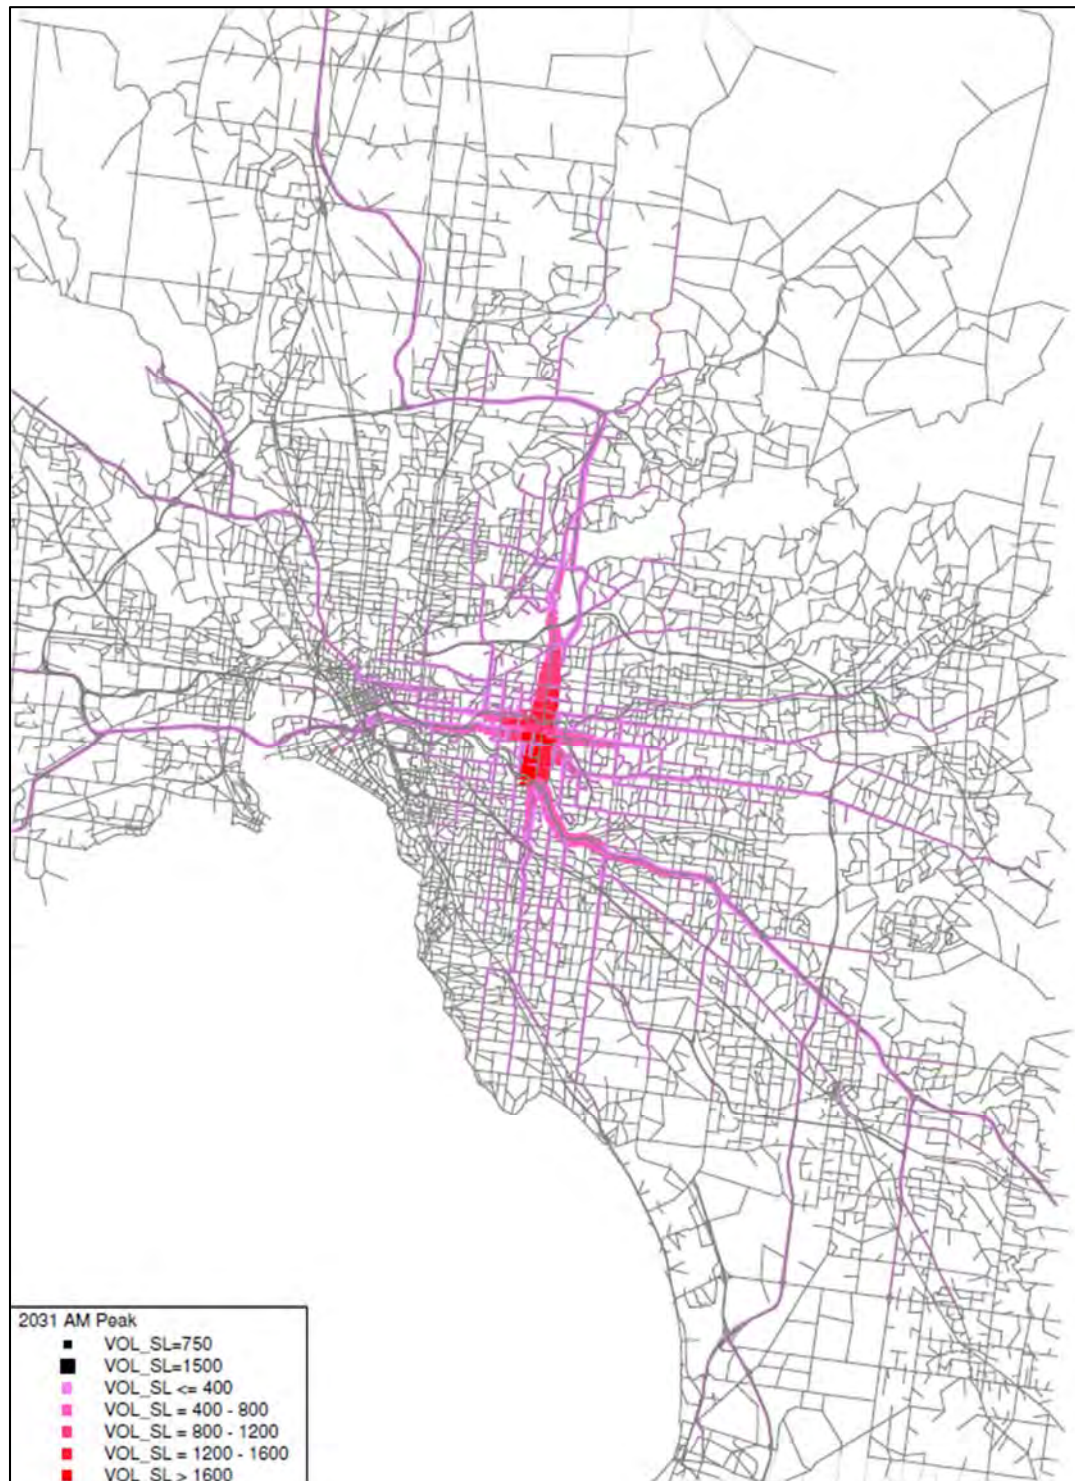 2031 AM Peak
VOL_SL=750
VOL_SL=1500
VOL_SL <= 400
VOL_SL = 400 - 800
VOL_SL = 800 - 1200
VOL_SL = 1200 - 1600
VOL_SL > 1600